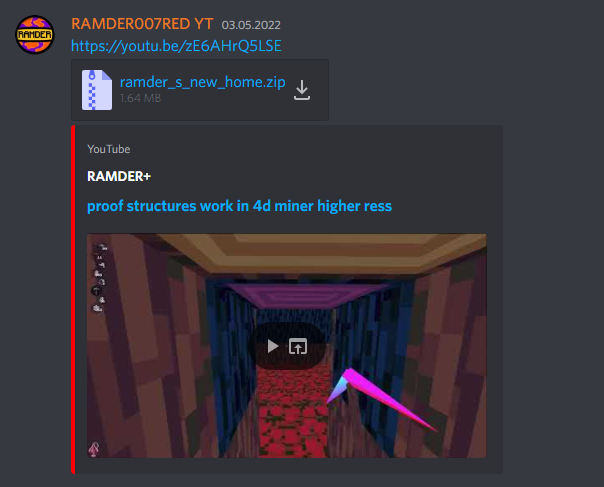 RAMDER007RED YT 03.05.2022
RAMDER
https://youtu.be/zE6AHrQ5LSE
ramder_s_new_home.zip
1.64 MB
YouTube
RAMDER+
proof structures work in 4d miner higher ress